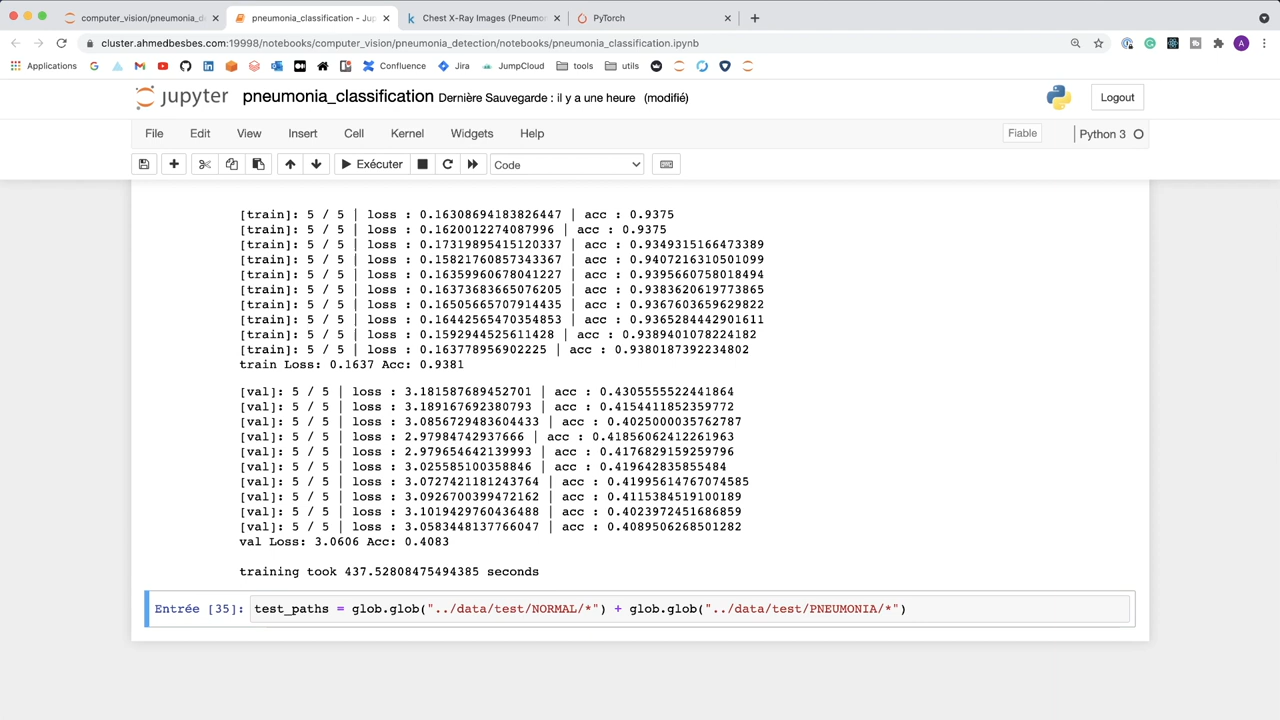 computer_vision/pneumonia_d
pneumonia_classification - Jup
Chest X-Ray Images (Pneumon
PyTorch
cluster.ahmedbesbes.com:19998/notebooks/computer_vision/pneumonia_detection/notebooks/pneumonia_classification.ipynb
A
Applications
Confluence
Jira
JumpCloud
tools
utils
jupyter
pneumonia_classification Dernière Sauvegarde : il y a une heure (modifié)
Logout
File Edit View Insert Cell Kernel Widgets Help
Fiable
Python 3
Exécuter
Code
[train]: 5 / 5 | loss : 0.16308694183826447 | acc : 0.9375
[train]: 5 / 5 | loss : 0.1620012274087996 | acc : 0.9375
[train]: 5 / 5 | loss : 0.17319895415120337 | acc : 0.9349315166473389
[train]: 5 / 5 | loss : 0.15821760857343367 | acc : 0.9407216310501099
[train]: 5 / 5 | loss : 0.16359960678041227 | acc : 0.9395660758018494
[train]: 5 / 5 | loss : 0.16373683665076205 | acc : 0.9383620619773865
[train]: 5 / 5 | loss : 0.16505665707914435 | acc : 0.9367603659629822
[train]: 5 / 5 | loss : 0.16442565470354853 | acc : 0.9365284442901611
[train]: 5 / 5 | loss : 0.1592944525611428 | acc : 0.9389401078224182
[train]: 5 / 5 | loss : 0.163778956902225 | acc : 0.9380187392234802
train Loss: 0.1637 Acc: 0.9381
[val]: 5 / 5 | loss : 3.181587689452701 | acc : 0.4305555522441864
[val]: 5 / 5 | loss : 3.189167692380793 | acc : 0.4154411852359772
[val]: 5 / 5 | loss : 3.0856729483604433 | acc : 0.4025000035762787
[val]: 5 / 5 | loss : 2.97984742937666 | acc : 0.41856062412261963
[val]: 5 / 5 | loss : 2.979654642139993 | acc : 0.4176829159259796
[val]: 5 / 5 | loss : 3.025585100358846 | acc : 0.419642835855484
[val]: 5 / 5 | loss : 3.0727421181243764 | acc : 0.41995614767074585
[val]: 5 / 5 | loss : 3.0926700399472162 | acc : 0.4115384519100189
[val]: 5 / 5 | loss : 3.1019429760436488 | acc : 0.4023972451686859
[val]: 5 / 5 | loss : 3.0583448137766047 | acc : 0.4089506268501282
val Loss: 3.0606 Acc: 0.4083
training took 437.52808475494385 seconds
Entrée [35]: test_paths = glob.glob("../data/test/NORMAL/*") + glob.glob("../data/test/PNEUMONIA/*")